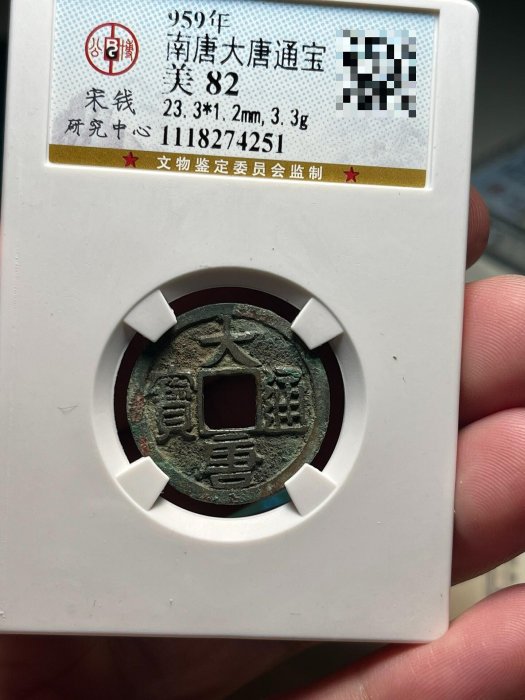 公博
959年
南唐大唐通宝
美 82
宋钱
研究中心
23.3*1.2mm,3.3g
1118274251
★ 文物鉴定委员会监制 ★
大
寶 通
唐